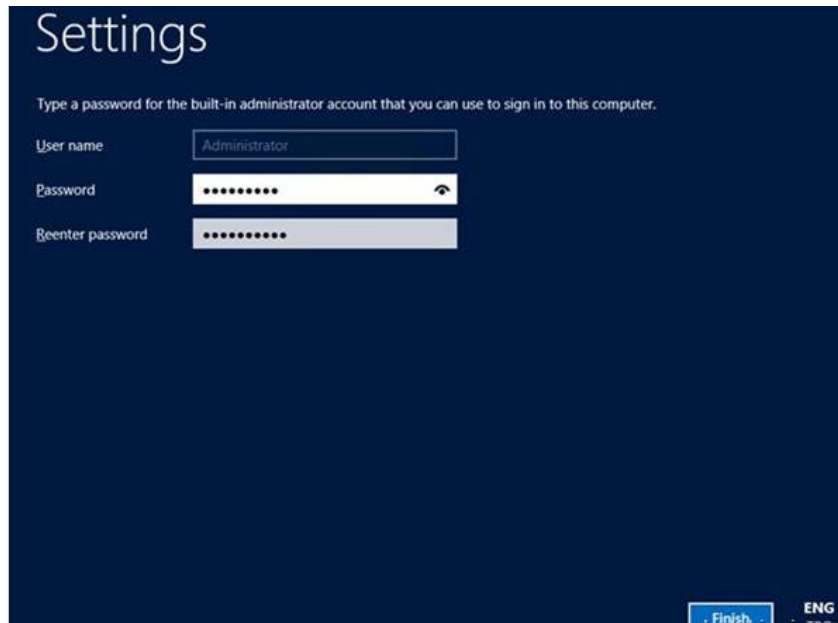 Settings
Type a password for the built-in administrator account that you can use to sign in to this computer.
User name Administrator
Password •••••••••
Reenter password ••••••••••
Finish
ENG